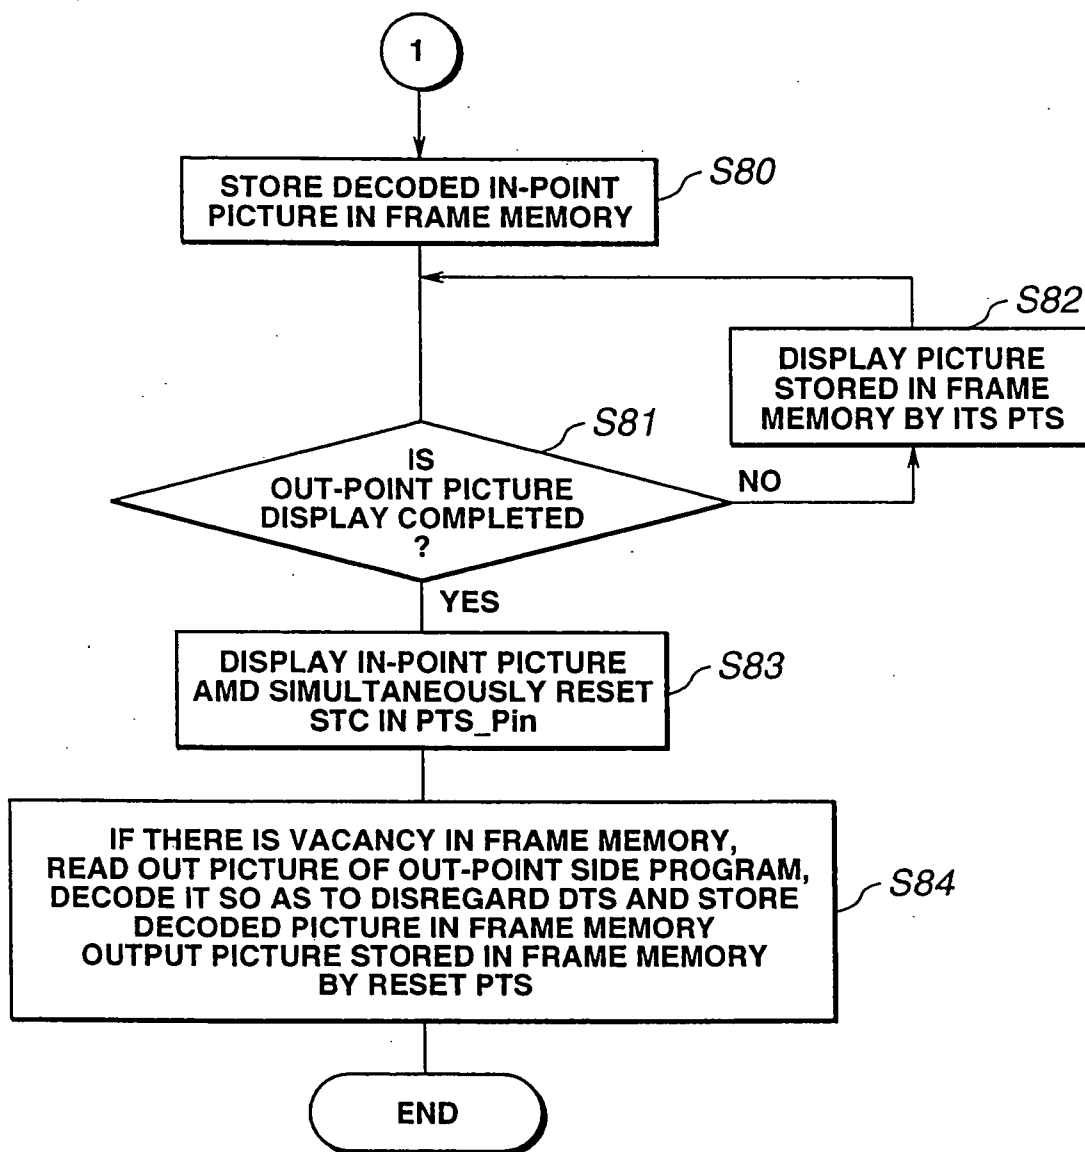 1
STORE DECODED IN-POINT
PICTURE IN FRAME MEMORY
S80
S82
DISPLAY PICTURE
STORED IN FRAME
MEMORY BY ITS PTS
S81
IS
OUT-POINT PICTURE
DISPLAY COMPLETED
?
NO
YES
DISPLAY IN-POINT PICTURE
AMD SIMULTANEOUSLY RESET
STC IN PTS_Pin
S83
IF THERE IS VACANCY IN FRAME MEMORY,
READ OUT PICTURE OF OUT-POINT SIDE PROGRAM,
DECODE IT SO AS TO DISREGARD DTS AND STORE
DECODED PICTURE IN FRAME MEMORY
OUTPUT PICTURE STORED IN FRAME MEMORY
BY RESET PTS
S84
END